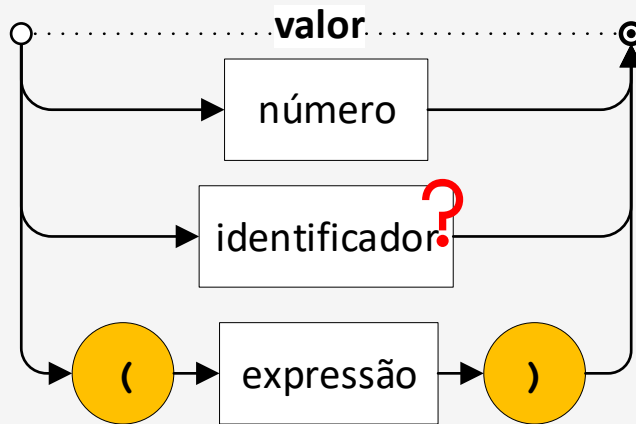 valor
número
identificador?
( expressão )